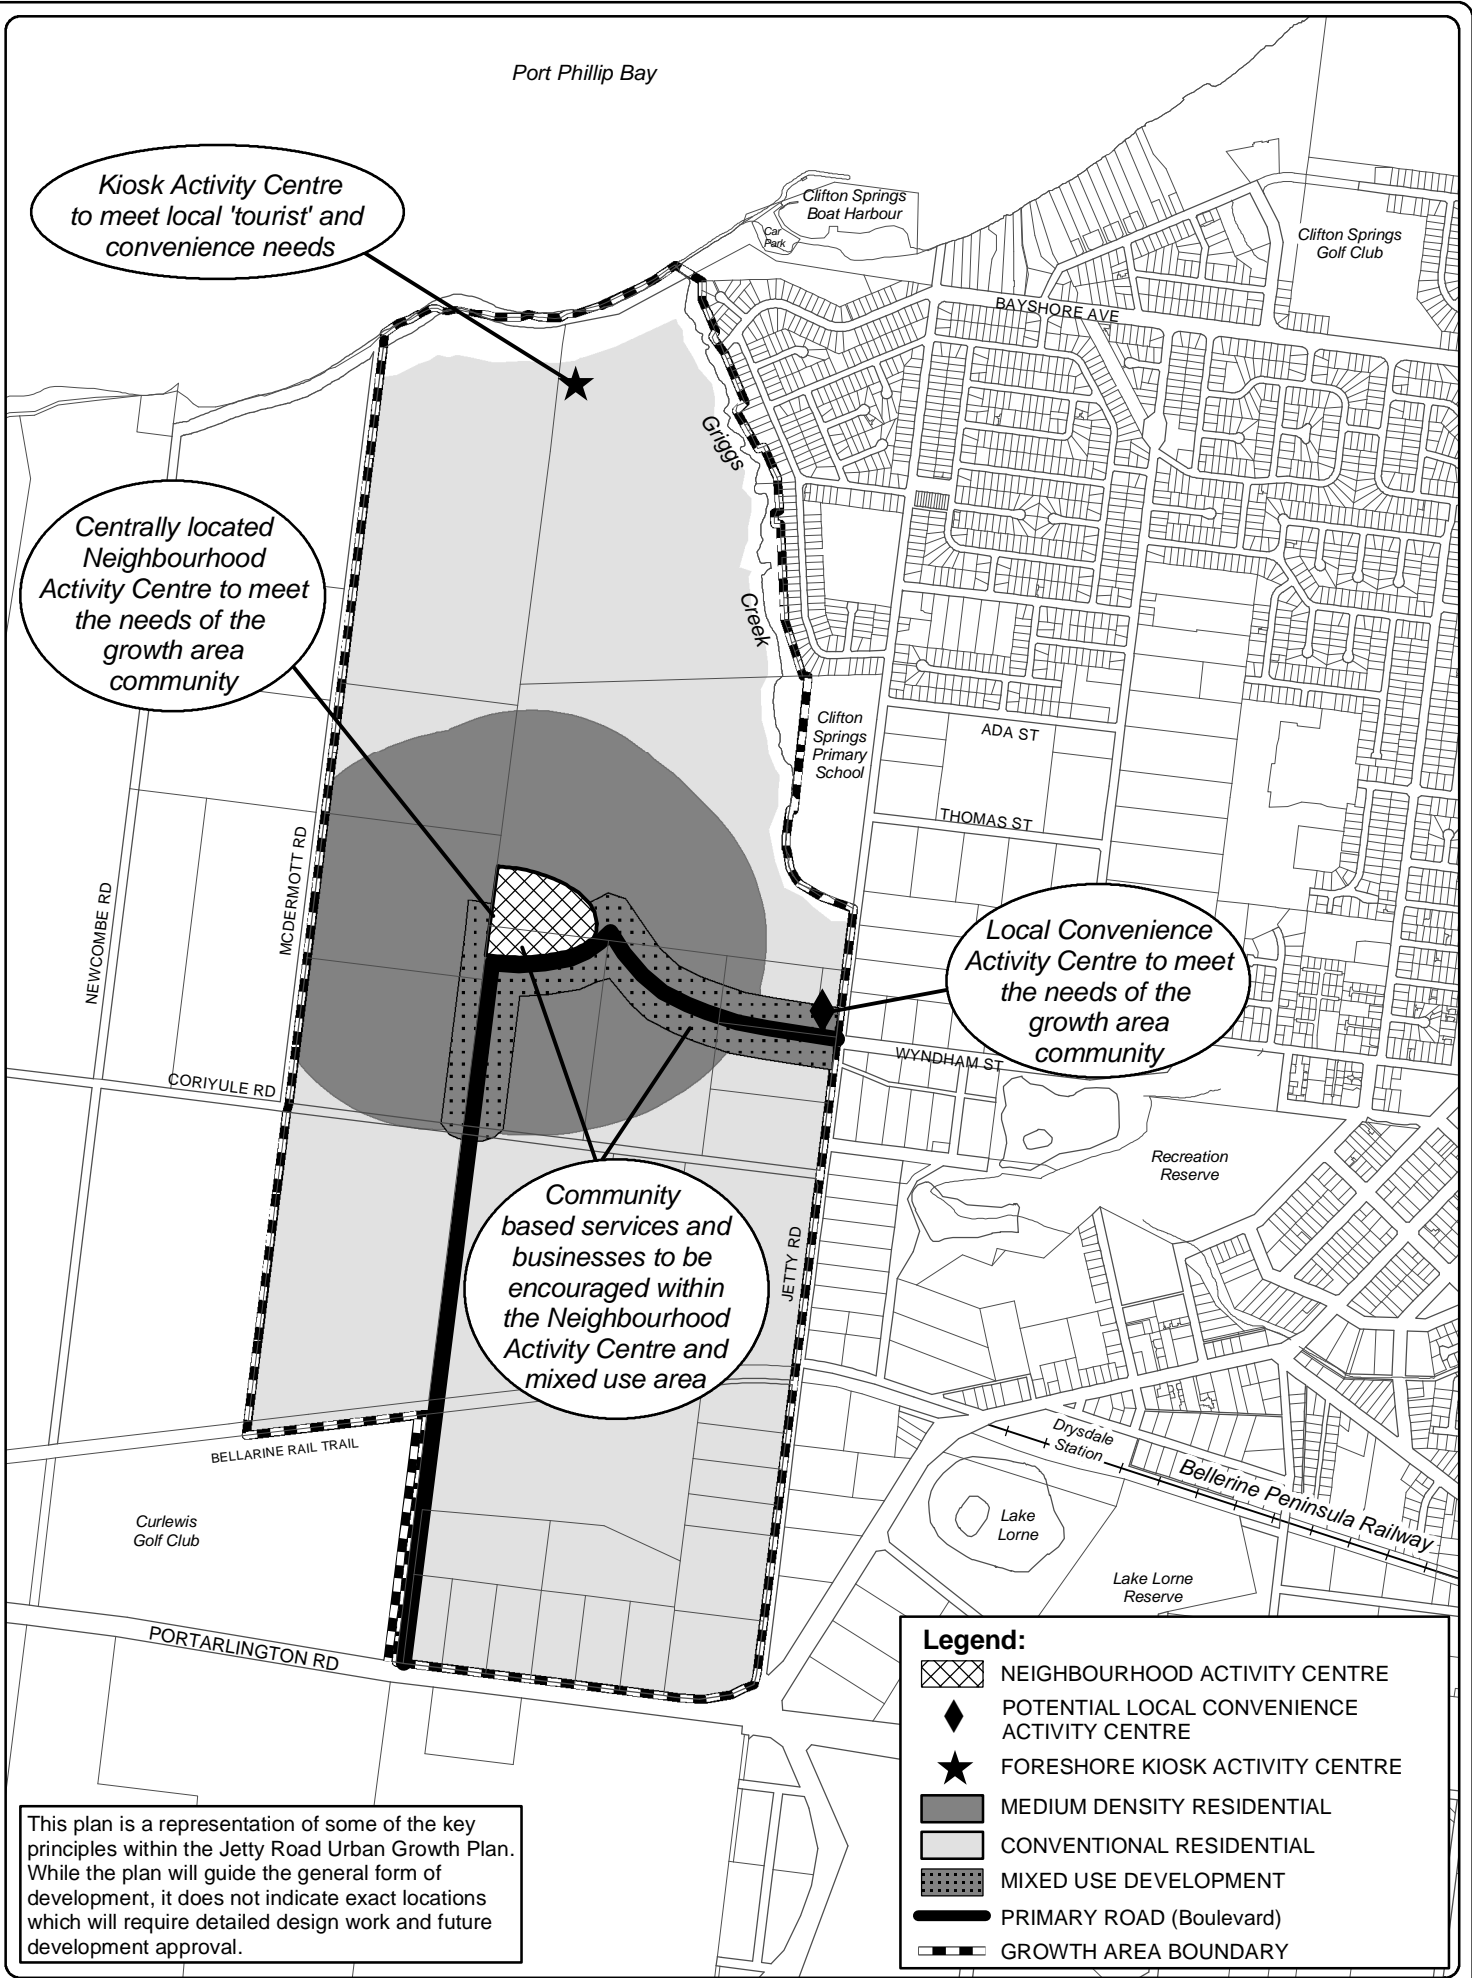 Port Phillip Bay
Kiosk Activity Centre
to meet local 'tourist' and
convenience needs
Clifton Springs
Boat Harbour
Car
Park
Clifton Springs
Golf Club
BAYSHORE AVE
Griggs
Creek
Centrally located
Neighbourhood
Activity Centre to meet
the needs of the
growth area
community
Clifton
Springs
Primary
School
ADA ST
THOMAS ST
MCDERMOTT RD
NEWCOMBE RD
Local Convenience
Activity Centre to meet
the needs of the
growth area
community
WYNDHAM ST
CORIYULE RD
Recreation
Reserve
Community
based services and
businesses to be
encouraged within
the Neighbourhood
Activity Centre and
mixed use area
JETTY RD
BELLARINE RAIL TRAIL
Drysdale
Station
Bellerine Peninsula Railway
Curlewis
Golf Club
Lake
Lorne
Lake Lorne
Reserve
PORTARLINGTON RD
Legend:
NEIGHBOURHOOD ACTIVITY CENTRE
POTENTIAL LOCAL CONVENIENCE
ACTIVITY CENTRE
FORESHORE KIOSK ACTIVITY CENTRE
MEDIUM DENSITY RESIDENTIAL
CONVENTIONAL RESIDENTIAL
MIXED USE DEVELOPMENT
PRIMARY ROAD (Boulevard)
GROWTH AREA BOUNDARY
This plan is a representation of some of the key
principles within the Jetty Road Urban Growth Plan.
While the plan will guide the general form of
development, it does not indicate exact locations
which will require detailed design work and future
development approval.